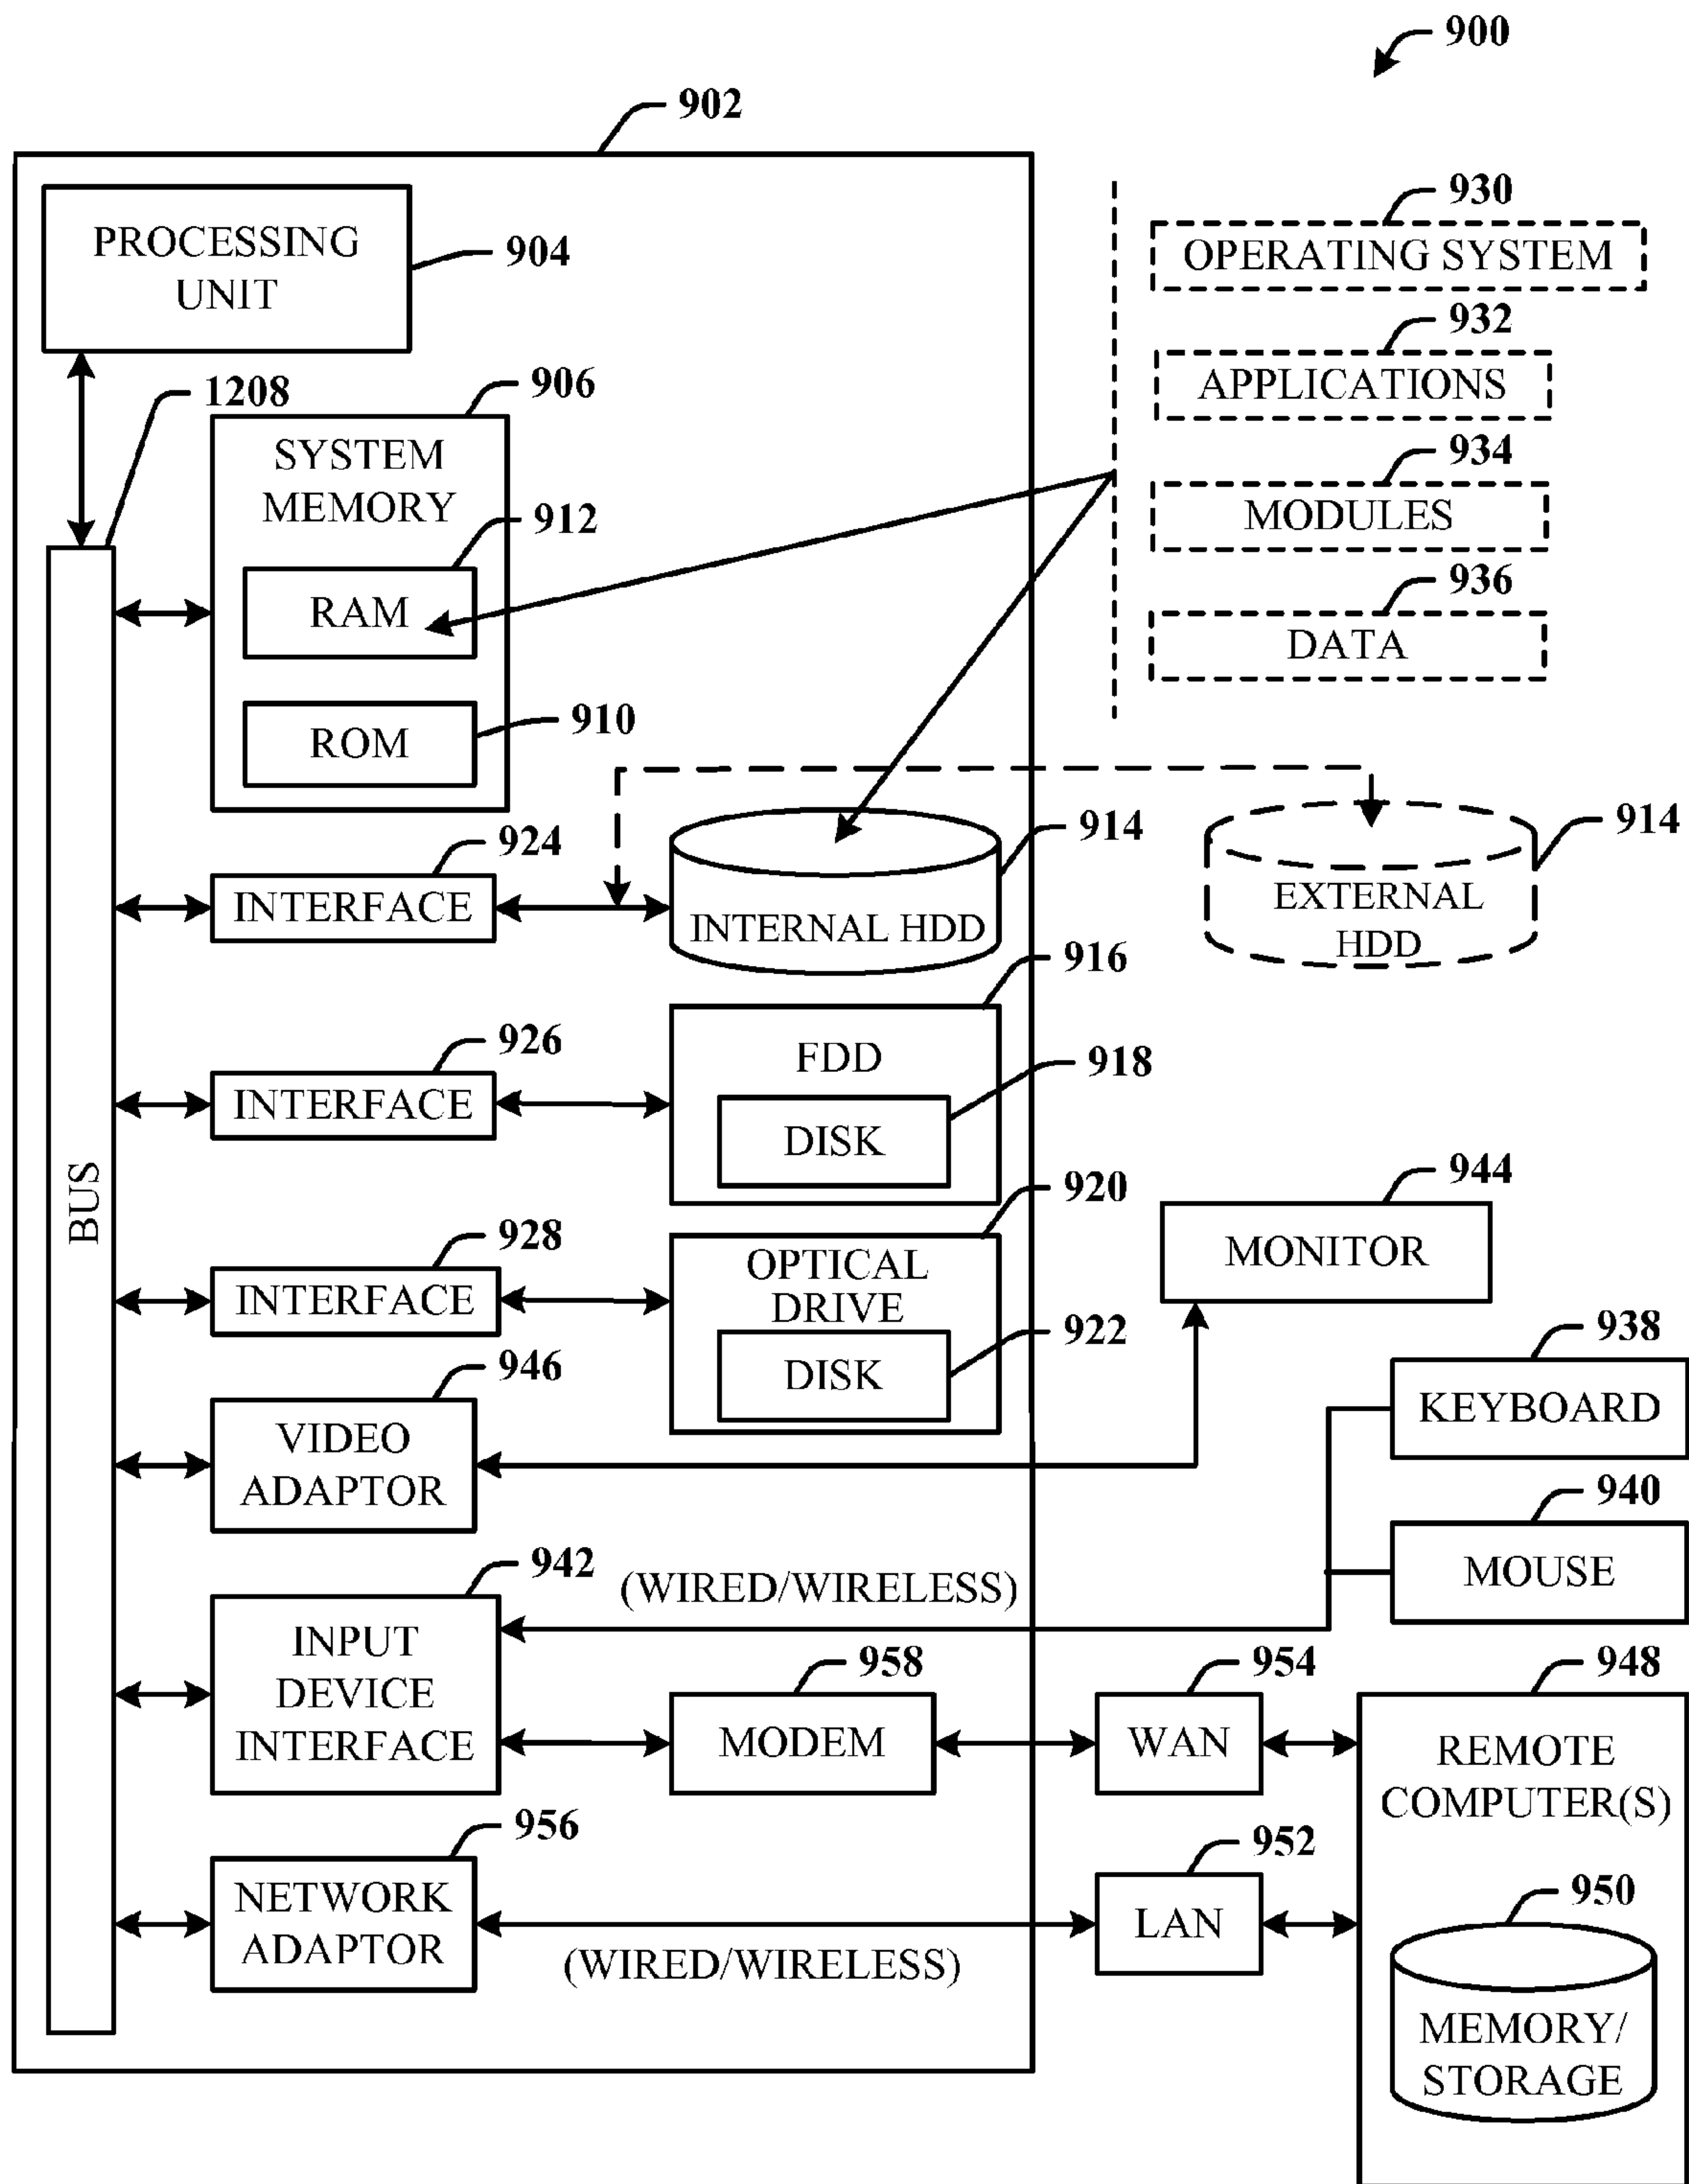 900
902
PROCESSING
UNIT
904
930
OPERATING SYSTEM
932
APPLICATIONS
934
MODULES
936
DATA
1208
906
SYSTEM
MEMORY
912
RAM
910
ROM
924
INTERFACE
914
INTERNAL HDD
914
EXTERNAL
HDD
916
926
INTERFACE
FDD
918
DISK
BUS
920
928
INTERFACE
OPTICAL
DRIVE
922
DISK
944
MONITOR
946
VIDEO
ADAPTOR
938
KEYBOARD
940
MOUSE
942
(WIRED/WIRELESS)
INPUT
DEVICE
INTERFACE
958
MODEM
954
WAN
948
REMOTE
COMPUTER(S)
956
NETWORK
ADAPTOR
(WIRED/WIRELESS)
952
LAN
950
MEMORY/
STORAGE